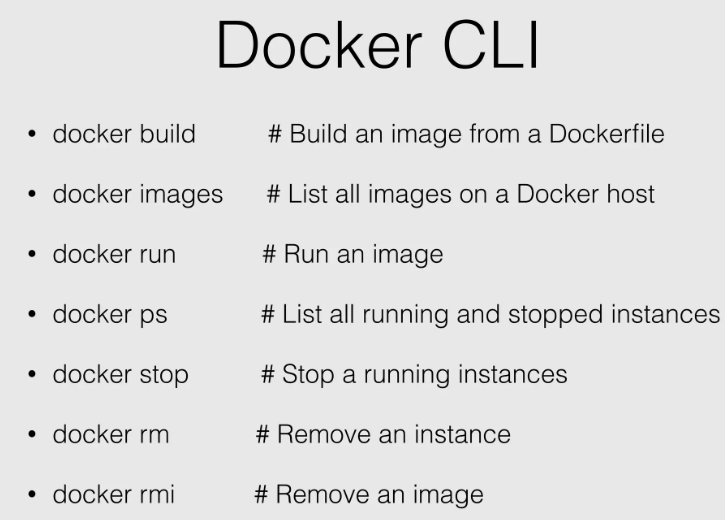 Docker CLI
• docker build # Build an image from a Dockerfile
• docker images # List all images on a Docker host
• docker run # Run an image
• docker ps # List all running and stopped instances
• docker stop # Stop a running instances
• docker rm # Remove an instance
• docker rmi # Remove an image